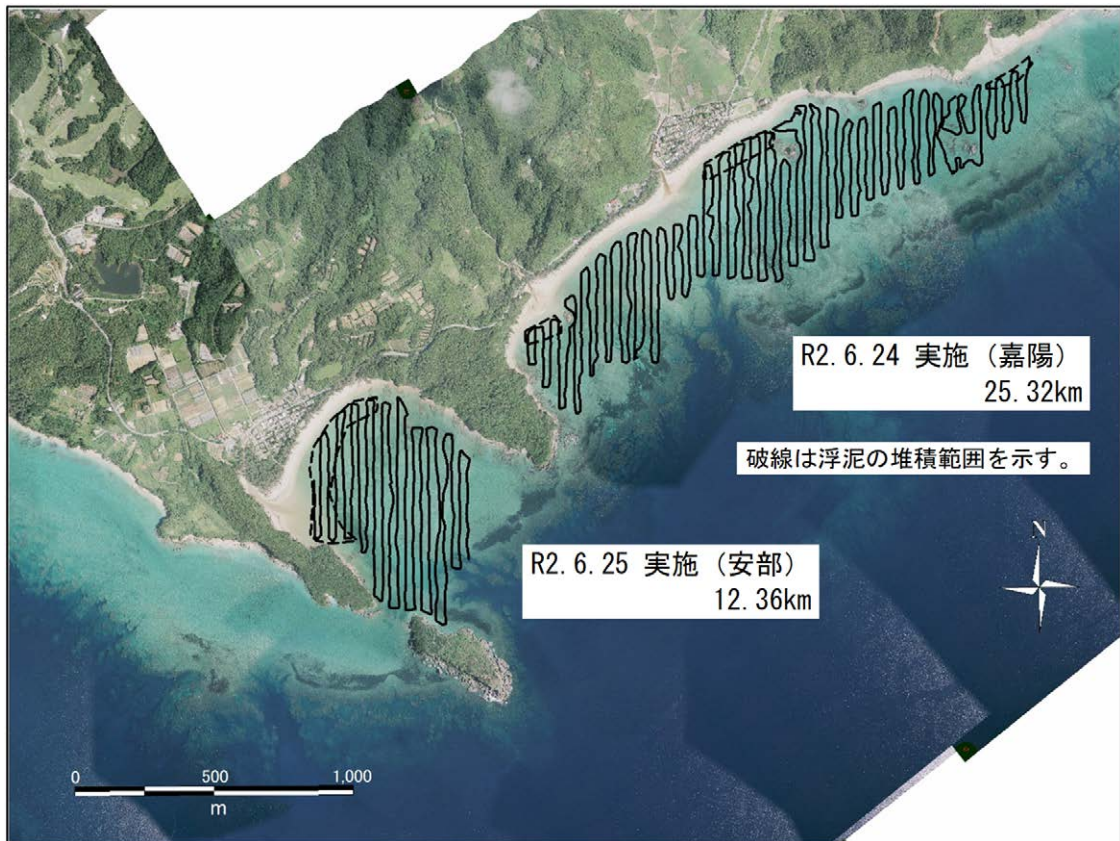 R2.6.24 実施（嘉陽）
25.32km
破線は浮泥の堆積範囲を示す。
N
R2.6.25 実施（安部）
12.36km
0 500 1,000
m